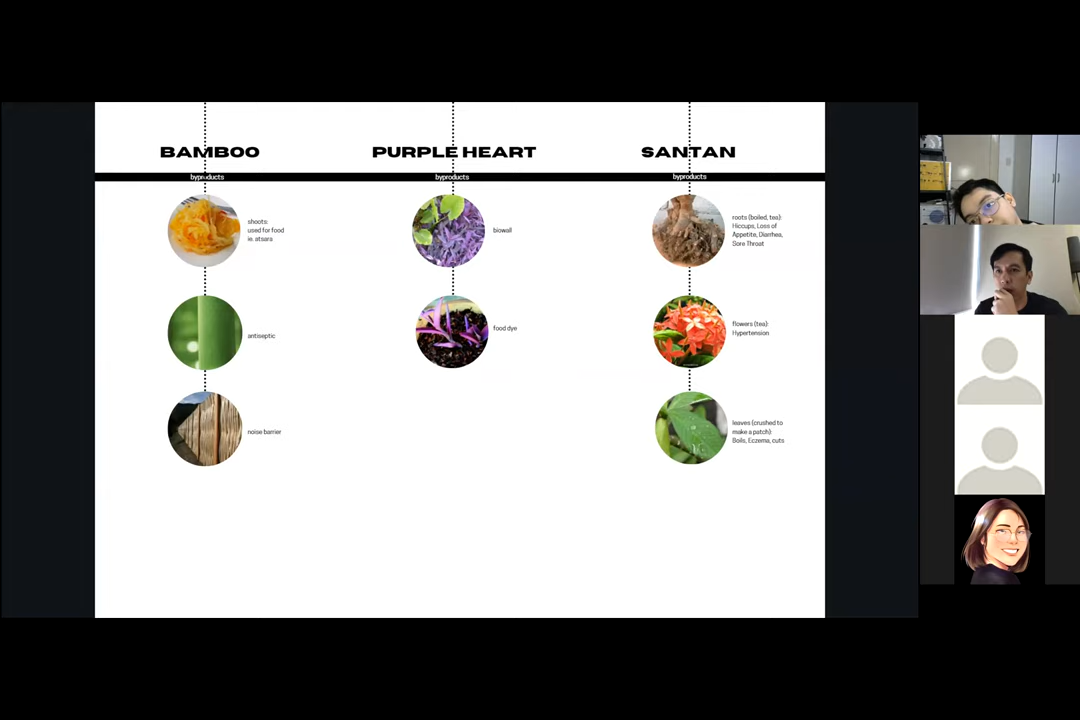 BAMBOO
PURPLE HEART
SANTAN
byproducts
byproducts
byproducts
shoots:
used for food
ie. atsara
biowall
roots (boiled, tea):
Hiccups, Loss of
Appetite, Diarrhea,
Sore Throat
antiseptic
food dye
flowers (tea):
Hypertension
noise barrier
leaves (crushed to
make a patch):
Boils, Eczema, cuts